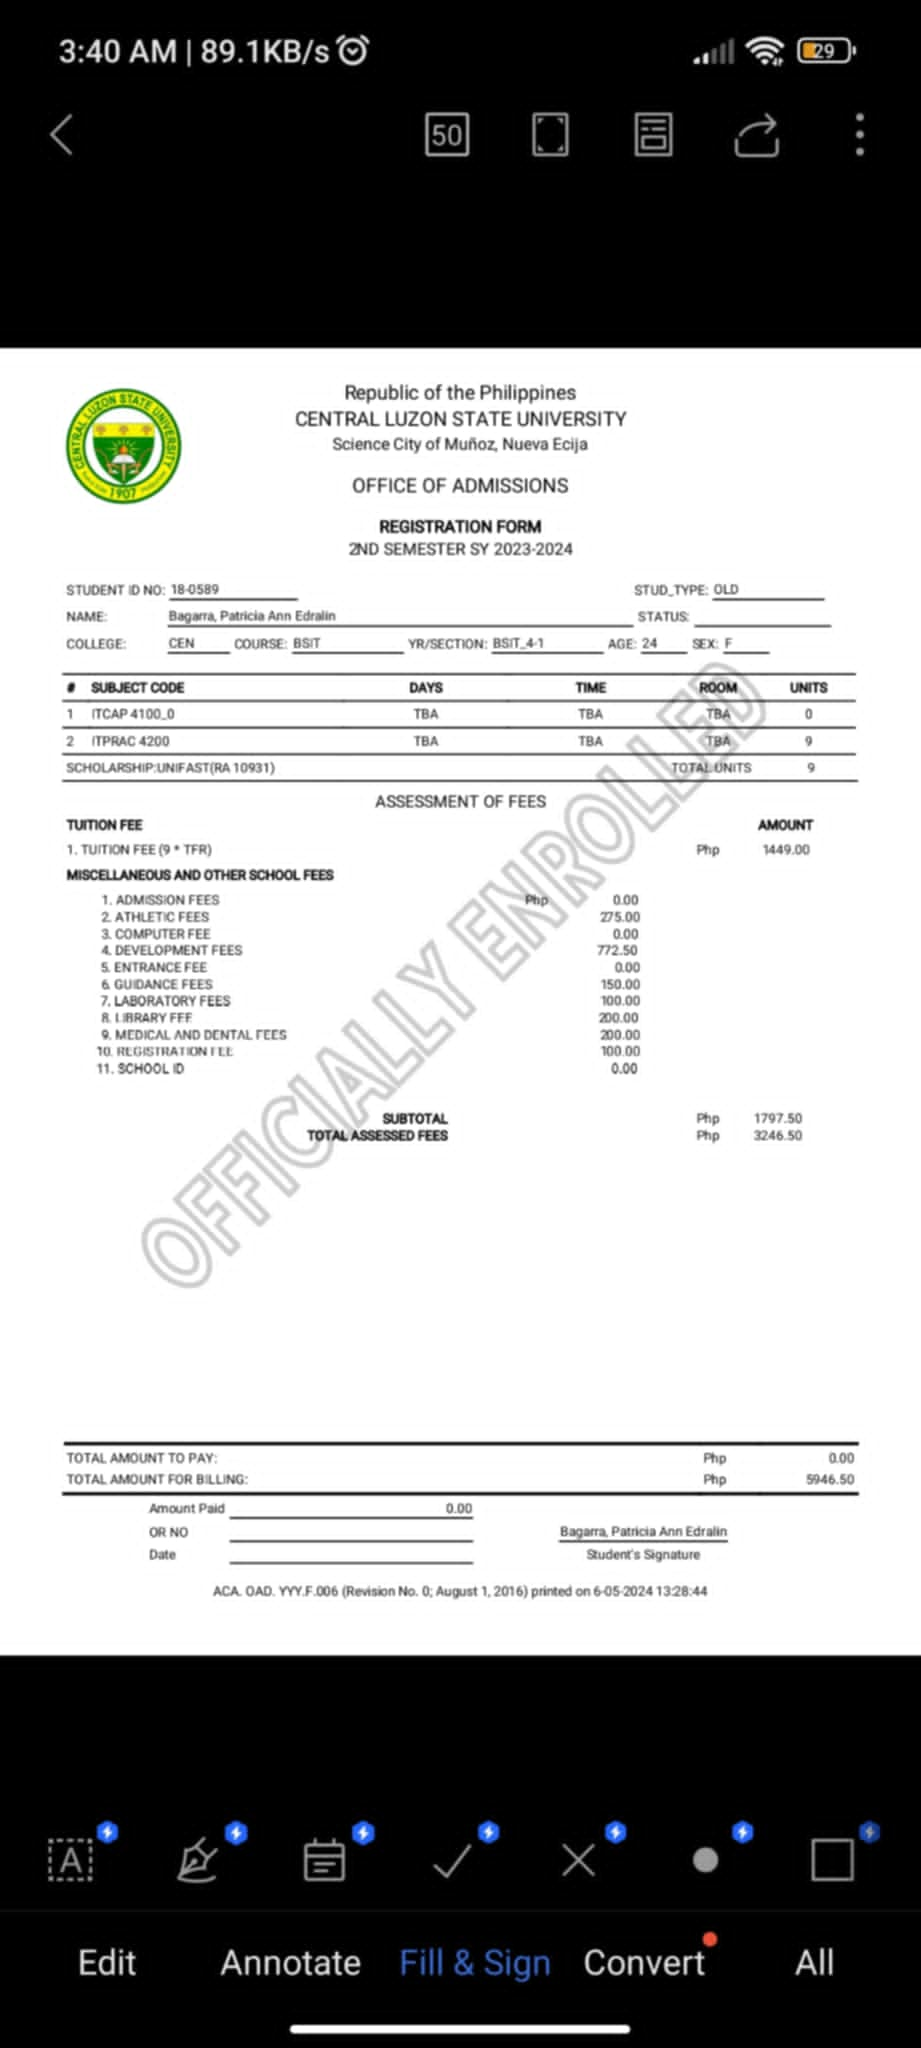 3:40 AM | 89.1KB/s
29
50
CENTRAL LUZON STATE UNIVERSITY
1907
Republic of the Philippines
CENTRAL LUZON STATE UNIVERSITY
Science City of Muñoz, Nueva Ecija
OFFICE OF ADMISSIONS
REGISTRATION FORM
2ND SEMESTER SY 2023-2024
STUDENT ID NO: 18-0589 STUD_TYPE: OLD
NAME: Bagarra, Patricia Ann Edralin STATUS:
COLLEGE: CEN COURSE: BSIT YR/SECTION: BSIT_4-1 AGE: 24 SEX: F
# SUBJECT CODE DAYS TIME ROOM UNITS
1 ITCAP 4100_0 TBA TBA TBA 0
2 ITPRAC 4200 TBA TBA TBA 9
SCHOLARSHIP:UNIFAST(RA 10931) TOTAL UNITS 9
ASSESSMENT OF FEES
TUITION FEE AMOUNT
1. TUITION FEE (9 * TFR) Php 1449.00
MISCELLANEOUS AND OTHER SCHOOL FEES
1. ADMISSION FEES Php 0.00
2. ATHLETIC FEES 275.00
3. COMPUTER FEE 0.00
4. DEVELOPMENT FEES 772.50
5. ENTRANCE FEE 0.00
6. GUIDANCE FEES 150.00
7. LABORATORY FEES 100.00
8. LIBRARY FEE 200.00
9. MEDICAL AND DENTAL FEES 200.00
10. REGISTRATION FEE 100.00
11. SCHOOL ID 0.00
SUBTOTAL Php 1797.50
TOTAL ASSESSED FEES Php 3246.50
OFFICIALLY ENROLLED
TOTAL AMOUNT TO PAY: Php 0.00
TOTAL AMOUNT FOR BILLING: Php 5946.50
Amount Paid 0.00
OR NO Bagarra, Patricia Ann Edralin
Date Student's Signature
ACA. OAD. YYY.F.006 (Revision No. 0; August 1, 2016) printed on 6-05-2024 13:28:44
A
Edit Annotate Fill & Sign Convert All